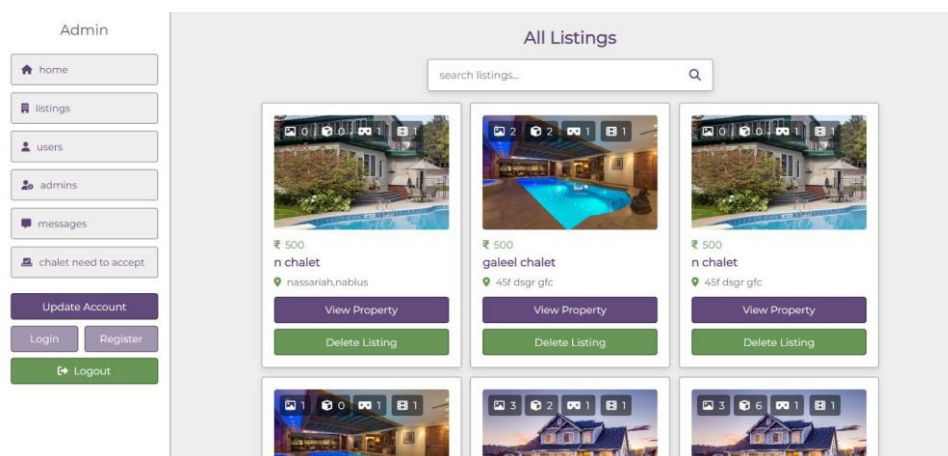 Admin
home
listings
users
admins
messages
chalet need to accept
Update Account
Login Register
Logout
All Listings
search listings...
0 0 1 1
₹ 500
n chalet
nassariah,nablus
View Property
Delete Listing
2 2 1 1
₹ 500
galeel chalet
45f dsgr gfc
View Property
Delete Listing
0 0 1 1
₹ 500
n chalet
45f dsgr gfc
View Property
Delete Listing
1 0 1 1
3 2 1 1
3 6 1 1